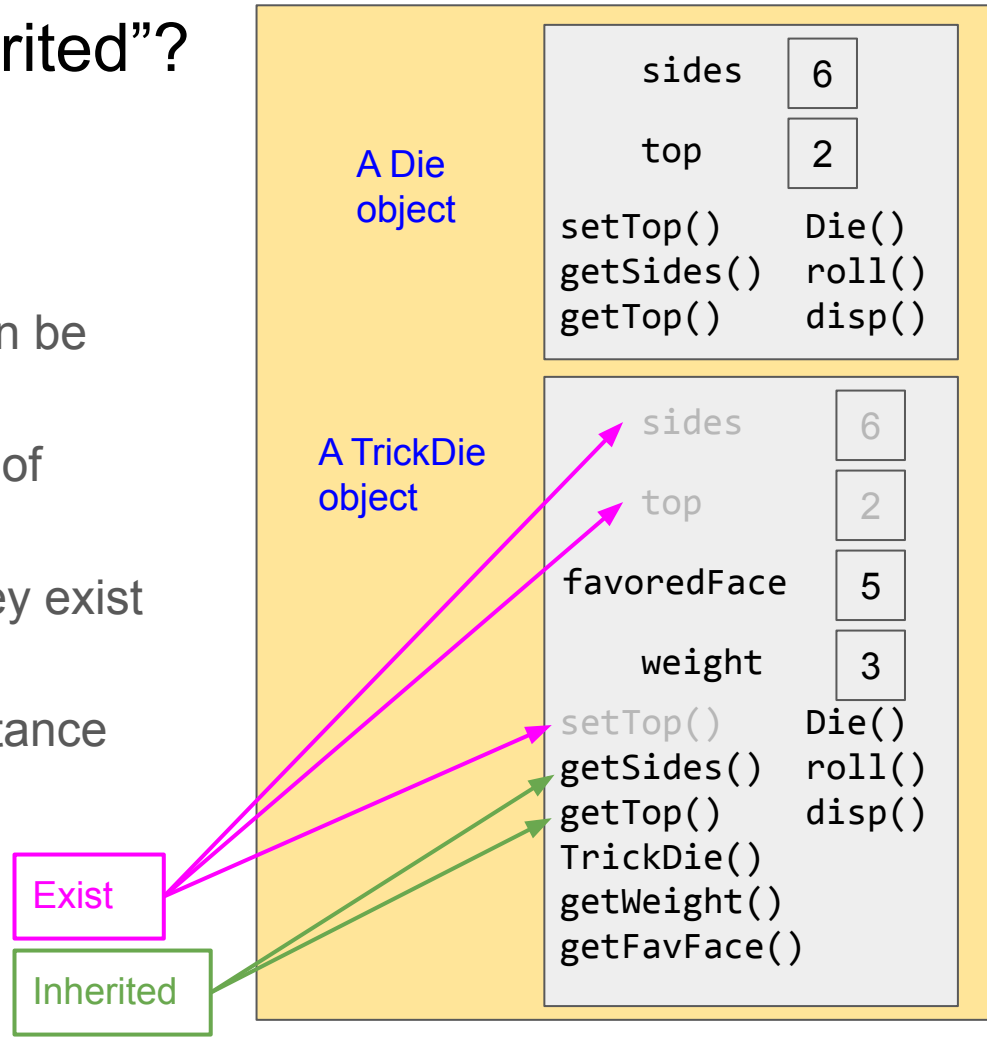 rited”?
n be
of
ey exist
tance
Exist
Inherited
A Die
object
sides 6
top 2
setTop() Die()
getSides() roll()
getTop() disp()
A TrickDie
object
sides 6
top 2
favoredFace 5
weight 3
setTop() Die()
getSides() roll()
getTop() disp()
TrickDie()
getWeight()
getFavFace()